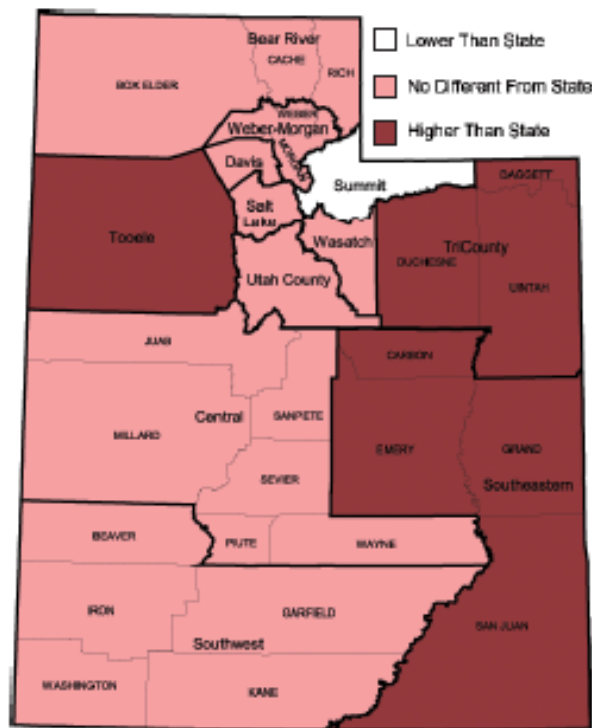 Lower Than State
No Different From State
Higher Than State
Bear River
CACHE
RICH
BOX ELDER
WEBER
Weber-Morgan
MORGAN
Davis
Summit
DAGGETT
Salt
Lake
Tooele
Wasatch
TriCounty
DUCHESNE
UINTAH
Utah County
JUAB
CARBON
Central
SANPETE
MILLARD
EMERY
GRAND
SEVIER
Southeastern
BEAVER
PIUTE
WAYNE
IRON
GARFIELD
SAN JUAN
Southwest
WASHINGTON
KANE